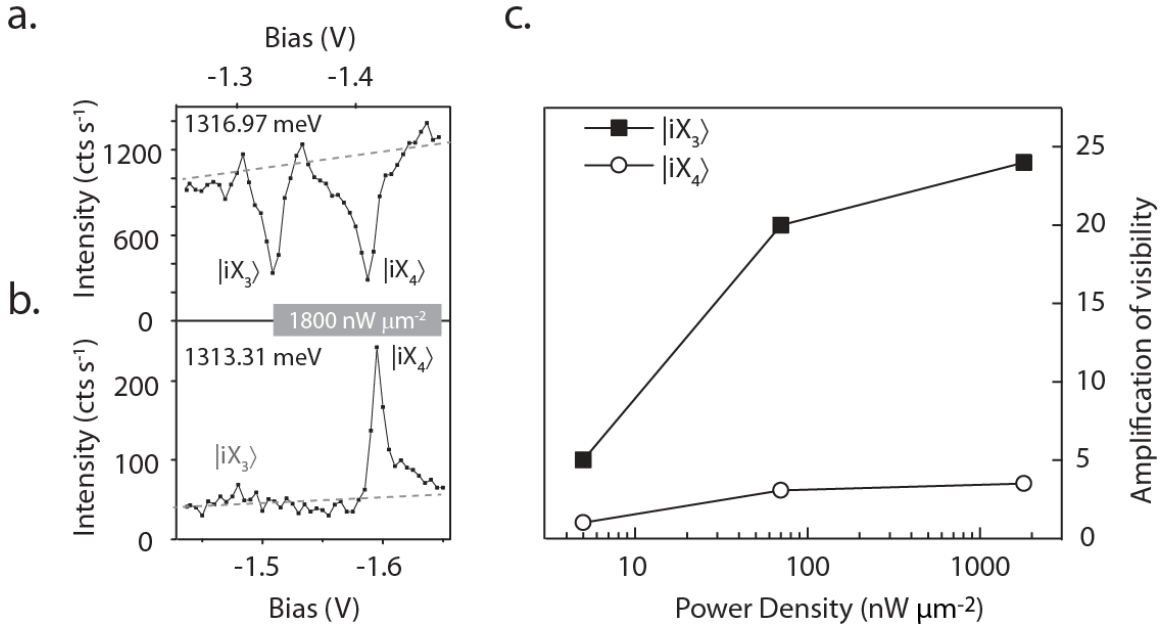 a.
Bias (V)
-1.3 -1.4
Intensity (cts s⁻¹)
1200
600
0
1316.97 meV
|iX₃⟩ |iX₄⟩
b.
1800 nW μm⁻²
Intensity (cts s⁻¹)
200
100
0
1313.31 meV
|iX₄⟩
|iX₃⟩
-1.5 -1.6
Bias (V)
c.
|iX₃⟩
|iX₄⟩
25
20
15
10
5
0
Amplification of visibility
10 100 1000
Power Density (nW μm⁻²)